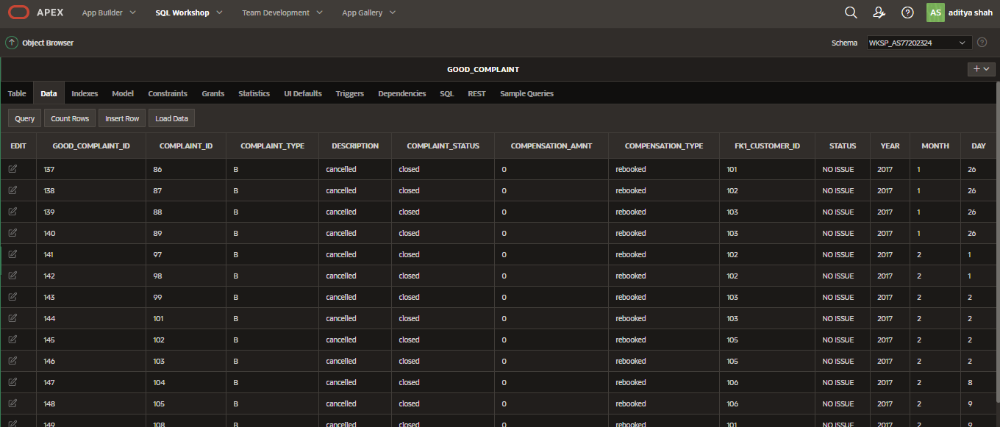 APEX App Builder SQL Workshop Team Development App Gallery AS aditya shah
Object Browser Schema WKSP_AS77202324
GOOD_COMPLAINT
Table Data Indexes Model Constraints Grants Statistics UI Defaults Triggers Dependencies SQL REST Sample Queries
Query Count Rows Insert Row Load Data
EDIT GOOD_COMPLAINT_ID COMPLAINT_ID COMPLAINT_TYPE DESCRIPTION COMPLAINT_STATUS COMPENSATION_AMNT COMPENSATION_TYPE FK1_CUSTOMER_ID STATUS YEAR MONTH DAY
137 86 B cancelled closed 0 rebooked 101 NO ISSUE 2017 1 26
138 87 B cancelled closed 0 rebooked 102 NO ISSUE 2017 1 26
139 88 B cancelled closed 0 rebooked 103 NO ISSUE 2017 1 26
140 89 B cancelled closed 0 rebooked 103 NO ISSUE 2017 1 26
141 97 B cancelled closed 0 rebooked 102 NO ISSUE 2017 2 1
142 98 B cancelled closed 0 rebooked 102 NO ISSUE 2017 2 1
143 99 B cancelled closed 0 rebooked 103 NO ISSUE 2017 2 2
144 101 B cancelled closed 0 rebooked 103 NO ISSUE 2017 2 2
145 102 B cancelled closed 0 rebooked 105 NO ISSUE 2017 2 2
146 103 B cancelled closed 0 rebooked 105 NO ISSUE 2017 2 2
147 104 B cancelled closed 0 rebooked 106 NO ISSUE 2017 2 8
148 105 B cancelled closed 0 rebooked 106 NO ISSUE 2017 2 9
149 108 B cancelled closed 0 rebooked 101 NO ISSUE 2017 2 9